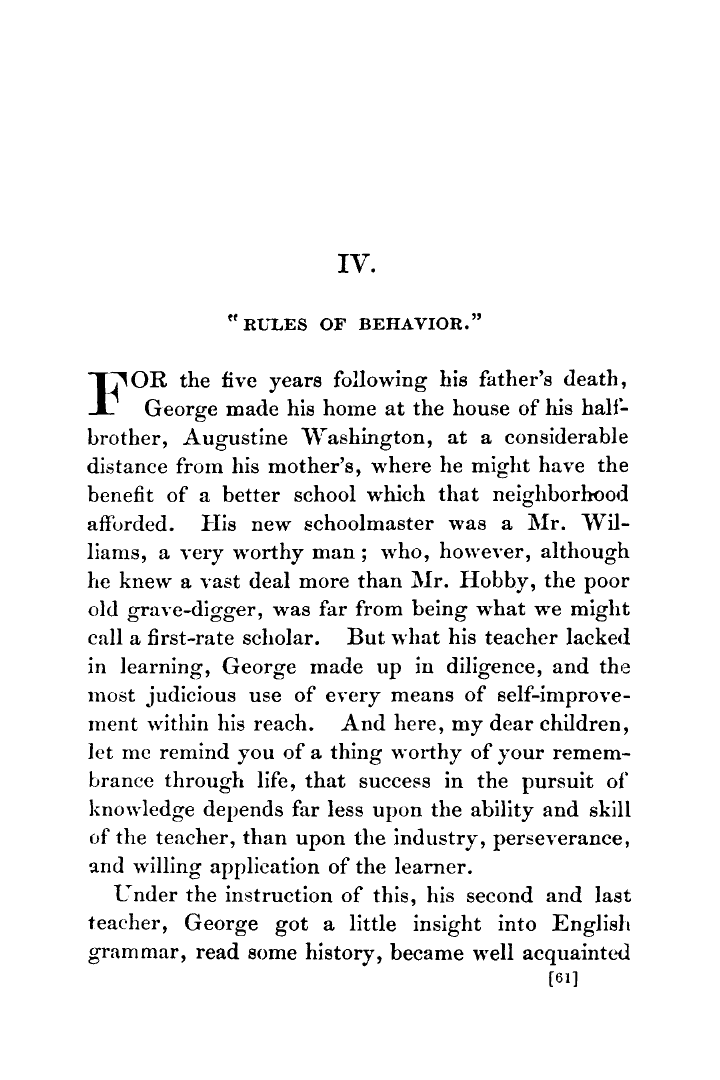 IV.
"RULES OF BEHAVIOR."
FOR the five years following his father's death,
George made his home at the house of his half-
brother, Augustine Washington, at a considerable
distance from his mother's, where he might have the
benefit of a better school which that neighborhood
afforded. His new schoolmaster was a Mr. Wil-
liams, a very worthy man; who, however, although
he knew a vast deal more than Mr. Hobby, the poor
old grave-digger, was far from being what we might
call a first-rate scholar. But what his teacher lacked
in learning, George made up in diligence, and the
most judicious use of every means of self-improve-
ment within his reach. And here, my dear children,
let me remind you of a thing worthy of your remem-
brance through life, that success in the pursuit of
knowledge depends far less upon the ability and skill
of the teacher, than upon the industry, perseverance,
and willing application of the learner.
Under the instruction of this, his second and last
teacher, George got a little insight into English
grammar, read some history, became well acquainted
[61]